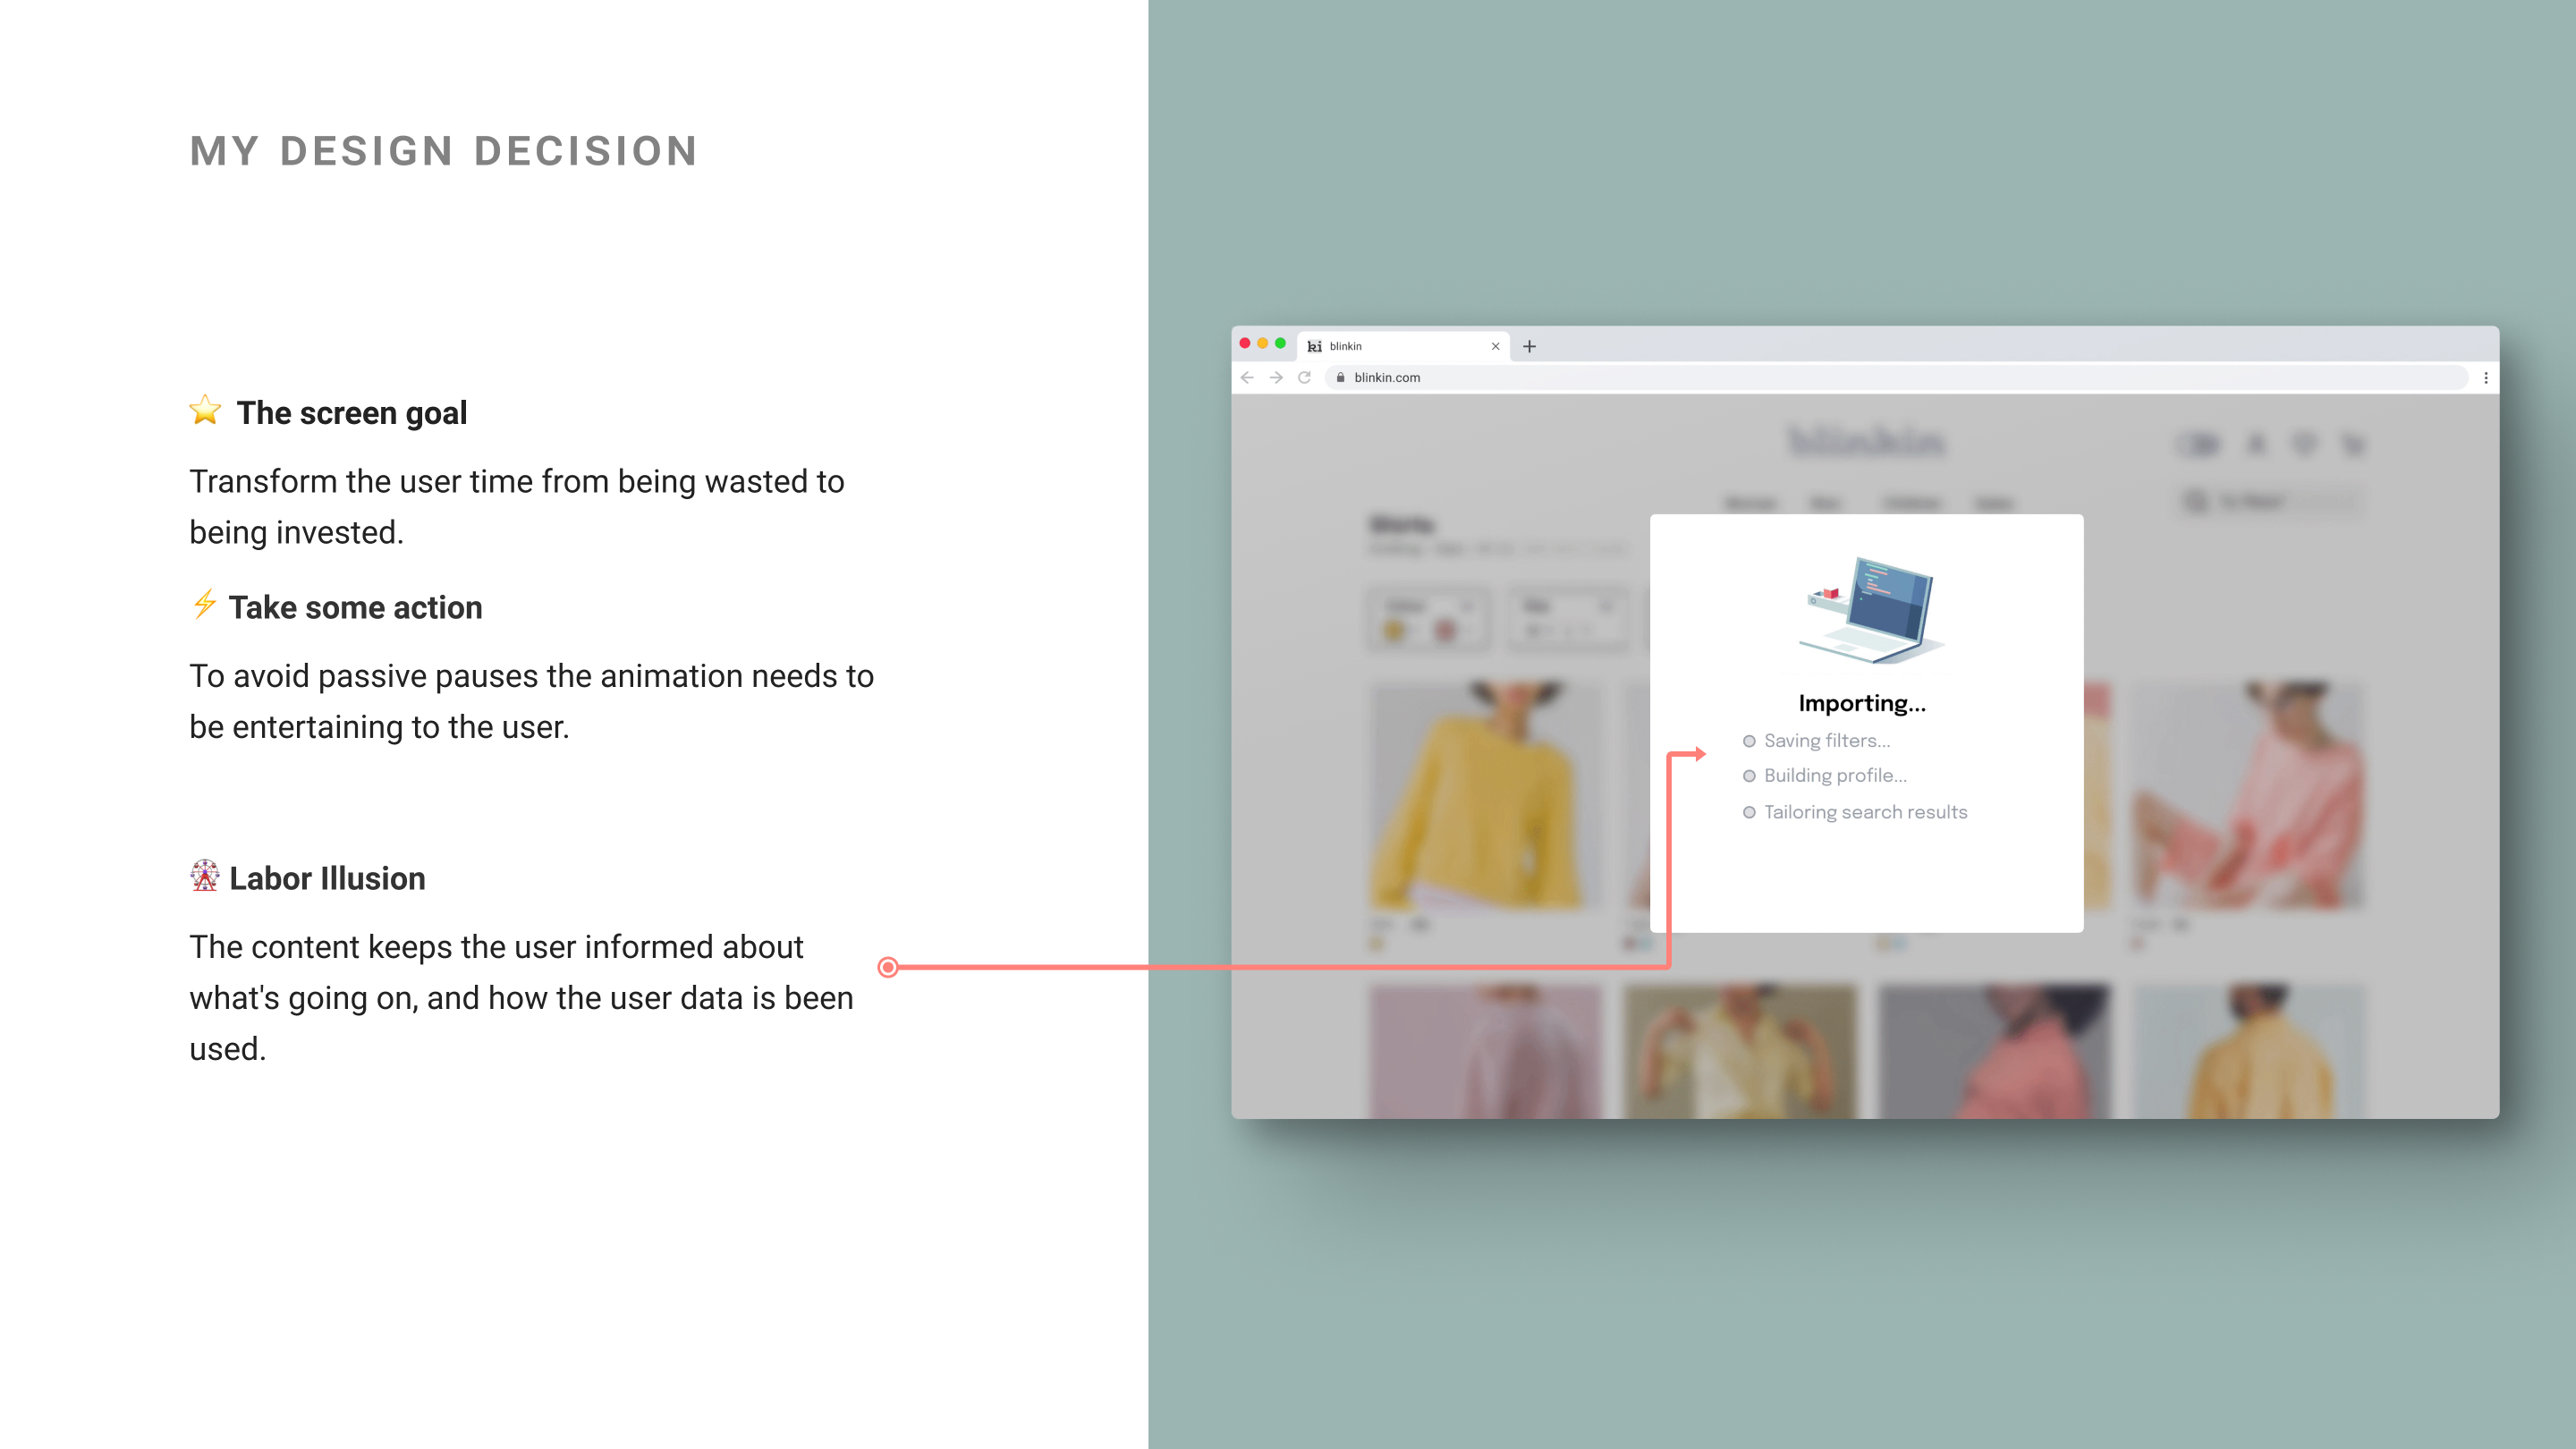 MY DESIGN DECISION
⭐ The screen goal
Transform the user time from being wasted to
being invested.
⚡ Take some action
To avoid passive pauses the animation needs to
be entertaining to the user.
🎡 Labor Illusion
The content keeps the user informed about
what's going on, and how the user data is been
used.
ki blinkin
blinkin.com
blinkin
Shirts
Importing...
Saving filters...
Building profile...
Tailoring search results